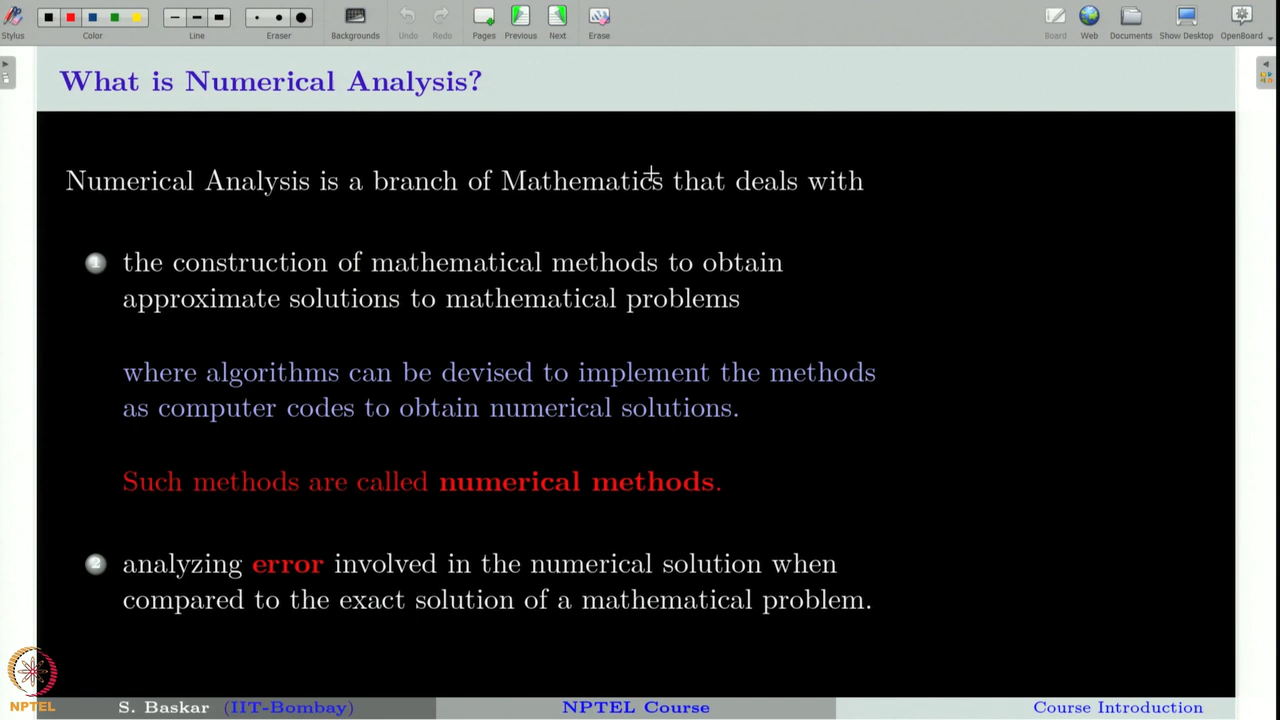 Stylus Color Line Eraser Backgrounds Undo Redo Pages Previous Next Erase Board Web Documents Show Desktop OpenBoard
What is Numerical Analysis?
Numerical Analysis is a branch of Mathematics that deals with
1 the construction of mathematical methods to obtain
approximate solutions to mathematical problems
where algorithms can be devised to implement the methods
as computer codes to obtain numerical solutions.
Such methods are called numerical methods.
2 analyzing error involved in the numerical solution when
compared to the exact solution of a mathematical problem.
NPTEL
S. Baskar (IIT-Bombay) NPTEL Course Course Introduction